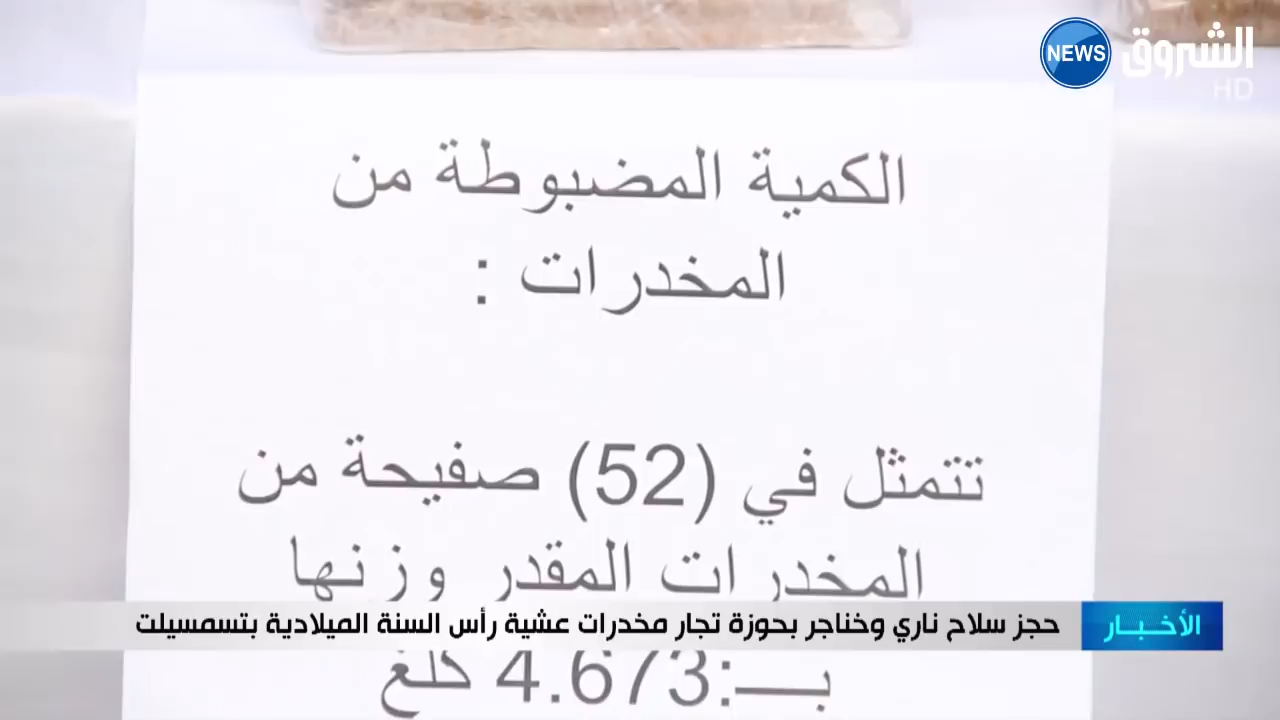 NEWS الشروق
HD
الكمية المضبوطة من
المخدرات :
تتمثل في (52) صفيحة من
المخدرات المقدر وزنها
الأخبار حجز سلاح ناري وخناجر بحوزة تجار مخدرات عشية رأس السنة الميلادية بتسمسيلت
بـــ:4.673 كلغ